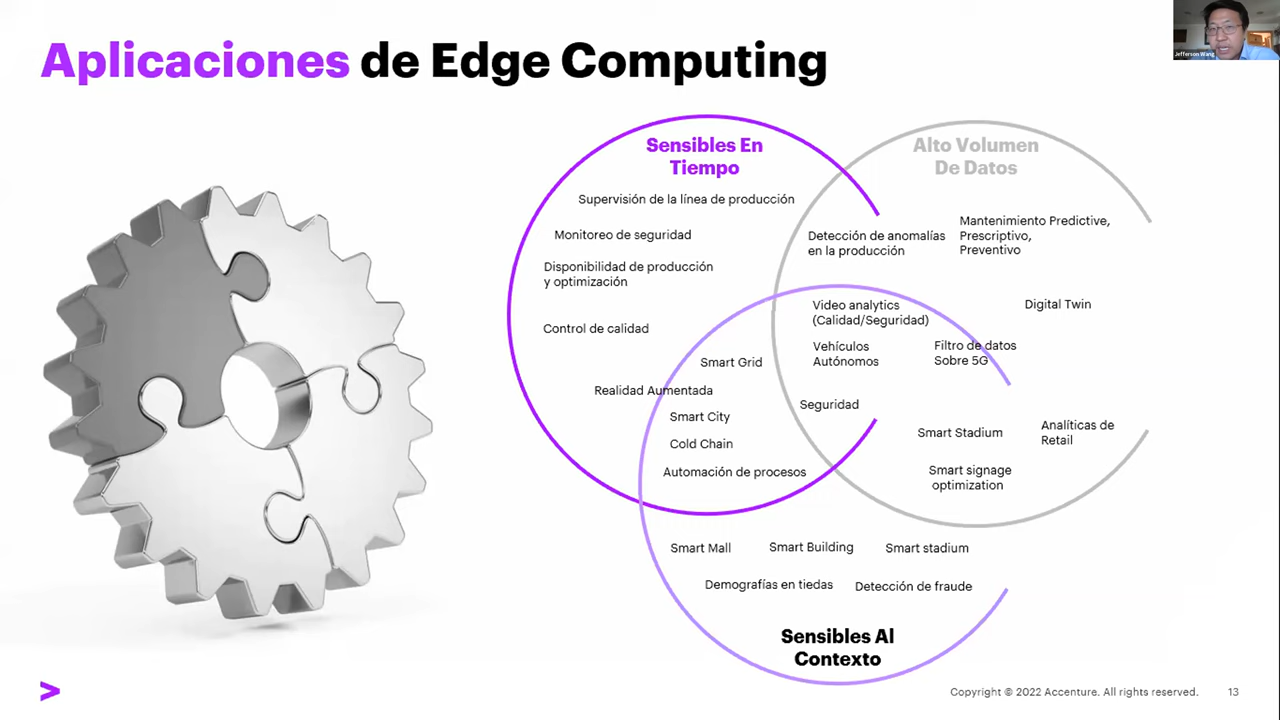 Aplicaciones de Edge Computing
Jefferson Wang
Sensibles En
Tiempo
Alto Volumen
De Datos
Supervisión de la línea de producción
Monitoreo de seguridad
Disponibilidad de producción
y optimización
Control de calidad
Detección de anomalías
en la producción
Mantenimiento Predictive,
Prescriptivo,
Preventivo
Video analytics
(Calidad/Seguridad)
Digital Twin
Vehículos
Autónomos
Filtro de datos
Sobre 5G
Smart Grid
Realidad Aumentada
Smart City
Cold Chain
Automación de procesos
Seguridad
Smart Stadium
Analíticas de
Retail
Smart signage
optimization
Smart Mall
Smart Building
Smart stadium
Demografías en tiedas
Detección de fraude
Sensibles Al
Contexto
Copyright © 2022 Accenture. All rights reserved.
13